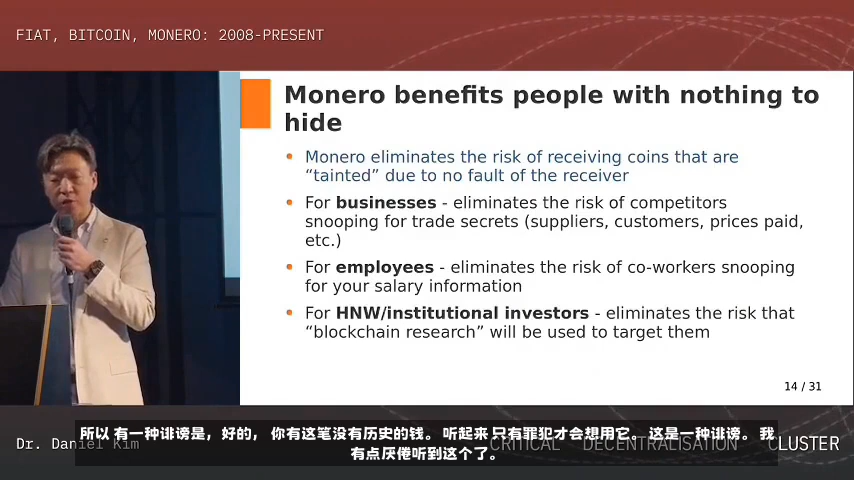 FIAT, BITCOIN, MONERO: 2008-PRESENT
Monero benefits people with nothing to
hide
• Monero eliminates the risk of receiving coins that are
“tainted” due to no fault of the receiver
• For businesses - eliminates the risk of competitors
snooping for trade secrets (suppliers, customers, prices paid,
etc.)
• For employees - eliminates the risk of co-workers snooping
for your salary information
• For HNW/institutional investors - eliminates the risk that
“blockchain research” will be used to target them
14 / 31
所以 有一种诽谤是，好的， 你有这笔没有历史的钱。 听起来 只有罪犯才会想用它。 这是一种诽谤。 我
有点厌倦听到这个了。
Dr. Daniel Kim
CRITICAL DECENTRALISATION CLUSTER